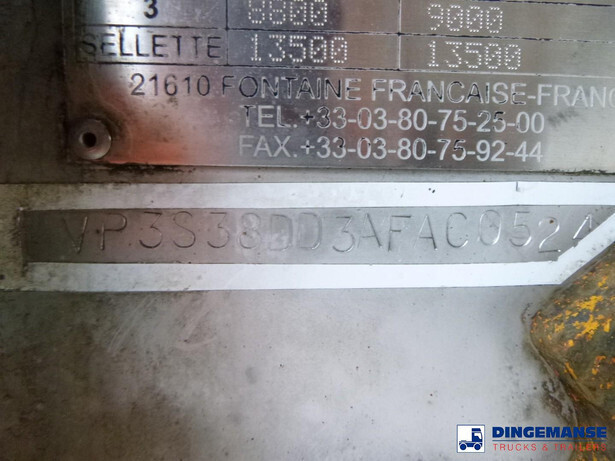 3 8000 9000
SELLETTE 13500 13500
21610 FONTAINE FRANCAISE-FRANC
TEL.+33-03-80-75-25-00
FAX.+33-03-80-75-92-44
VP3S38DD3AFAC0524
DINGEMANSE
TRUCKS & TRAILERS